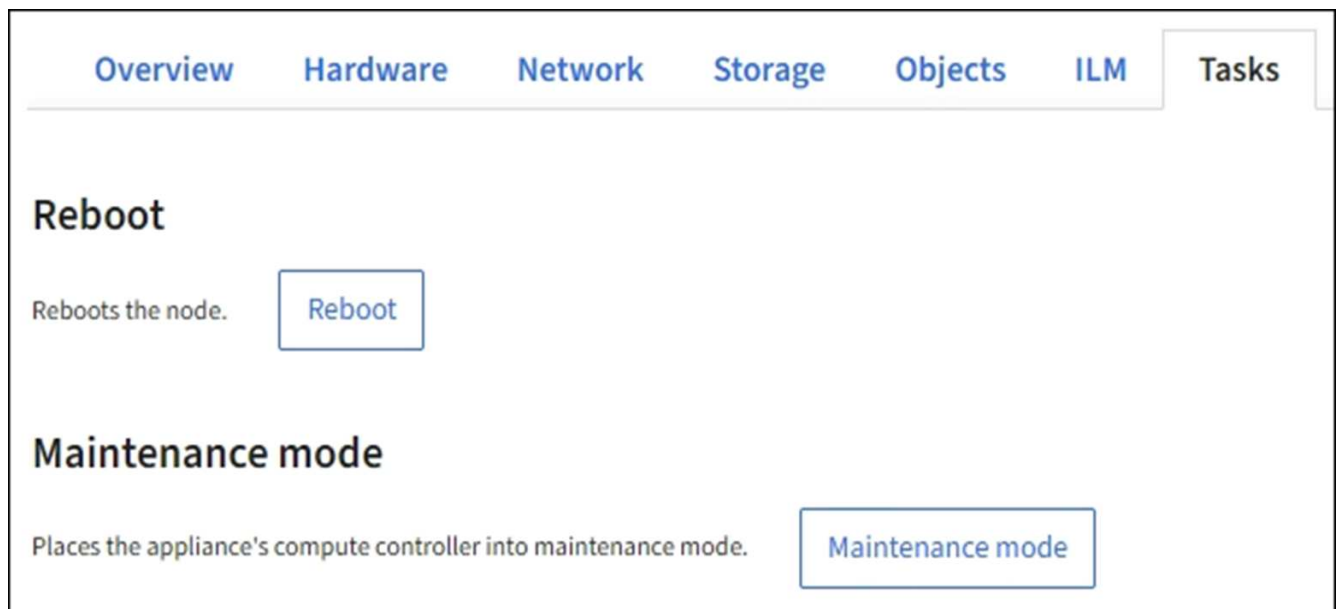 Overview Hardware Network Storage Objects ILM Tasks
Reboot
Reboots the node. Reboot
Maintenance mode
Places the appliance's compute controller into maintenance mode. Maintenance mode